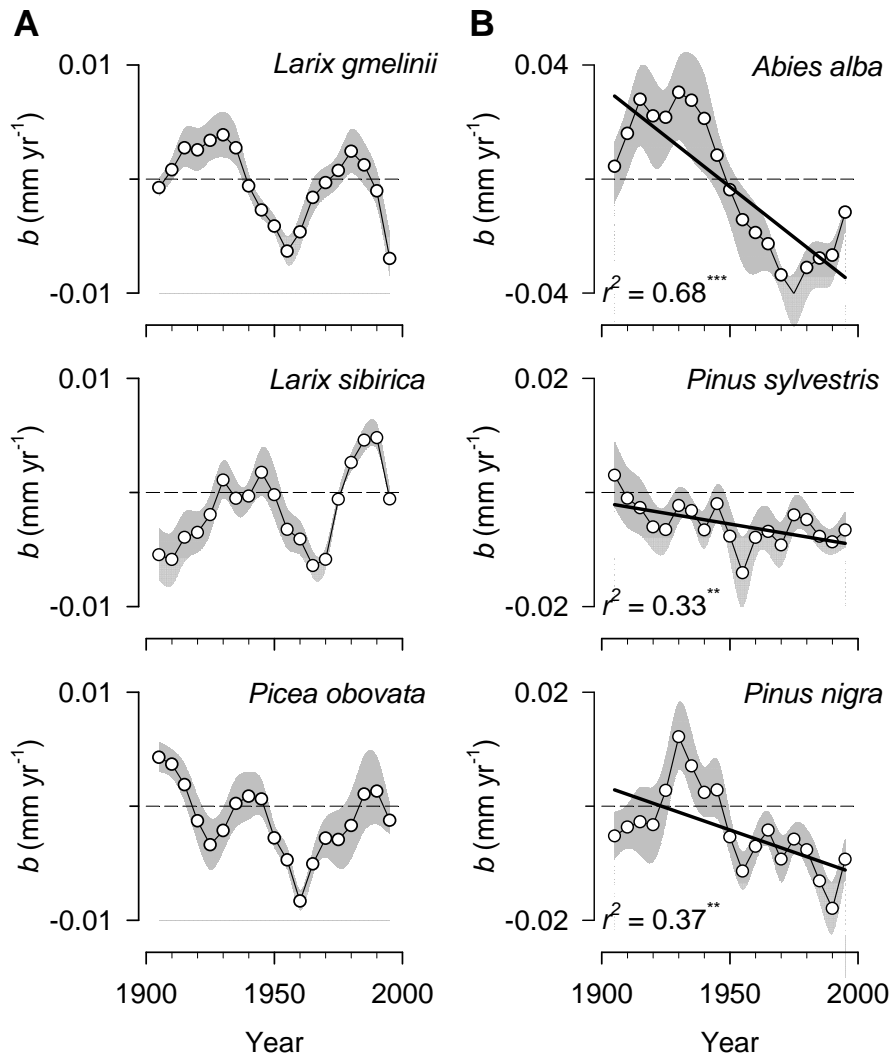 A
B
0.01
Larix gmelinii
b (mm yr-1)
-0.01
0.04
Abies alba
b (mm yr-1)
-0.04
r2 = 0.68***
0.01
Larix sibirica
b (mm yr-1)
-0.01
0.02
Pinus sylvestris
b (mm yr-1)
-0.02
r2 = 0.33**
0.01
Picea obovata
b (mm yr-1)
-0.01
1900 1950 2000
Year
0.02
Pinus nigra
b (mm yr-1)
-0.02
r2 = 0.37**
1900 1950 2000
Year